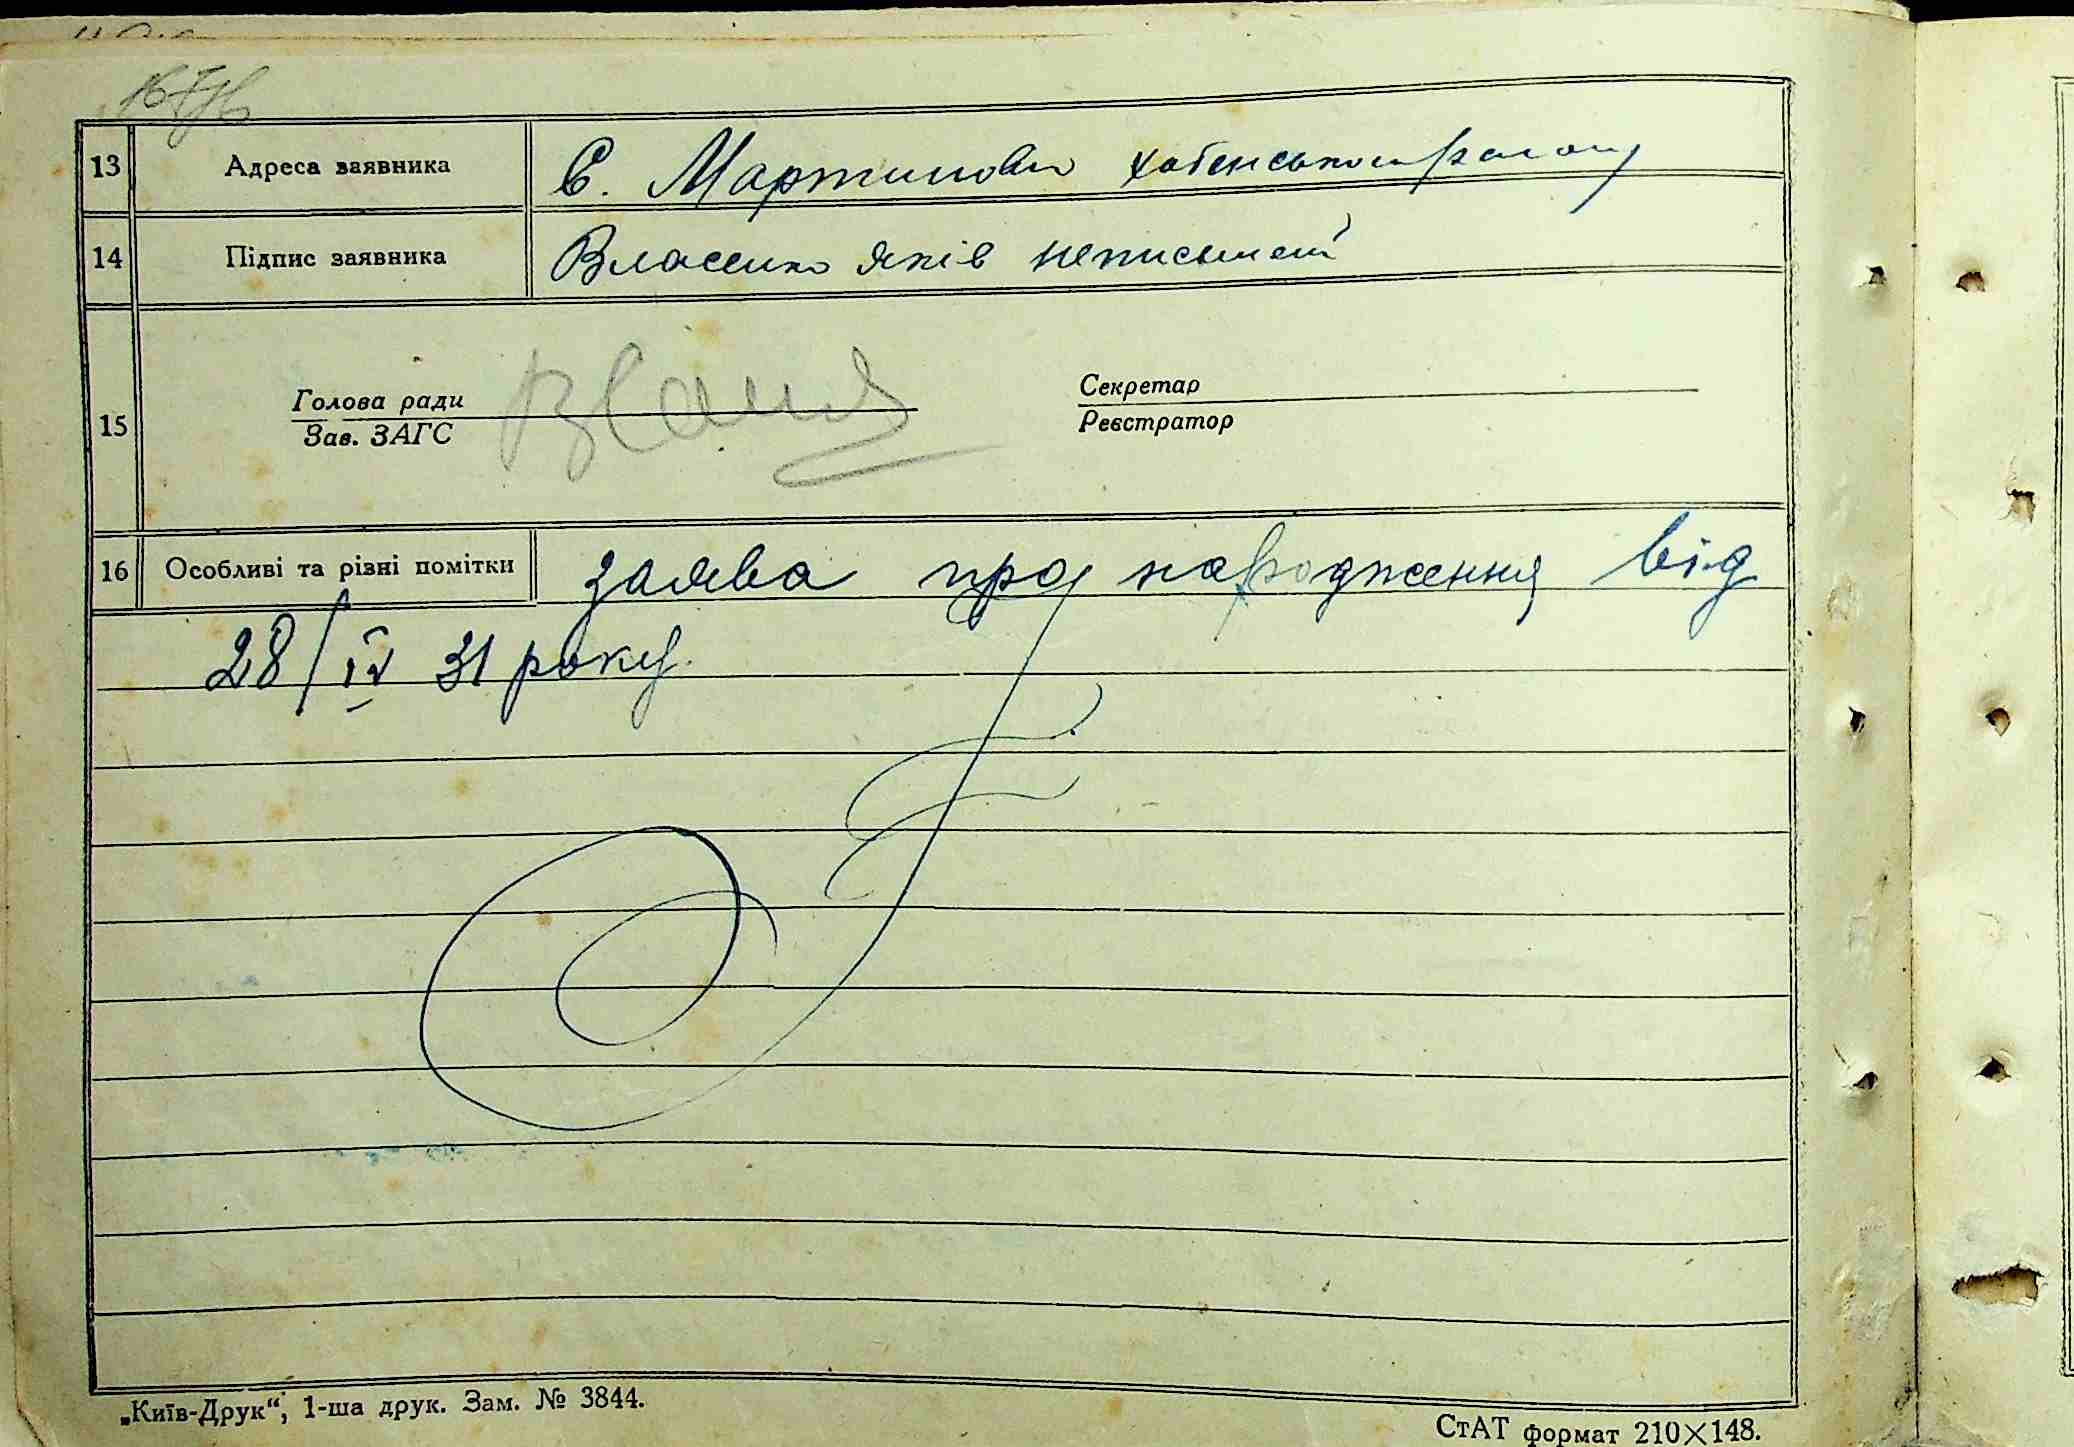 13 Адреса заявника С. Мартиновичі Хабенського району
14 Підпис заявника Власенко Яків неписьмений
15 Голова ради Секретар
Зав. ЗАГС Реєстратор
16 Особливі та різні помітки заява про народження від
28/IV 31 року.
„Київ-Друк“, 1-ша друк. Зам. № 3844.
СтАТ формат 210×148.